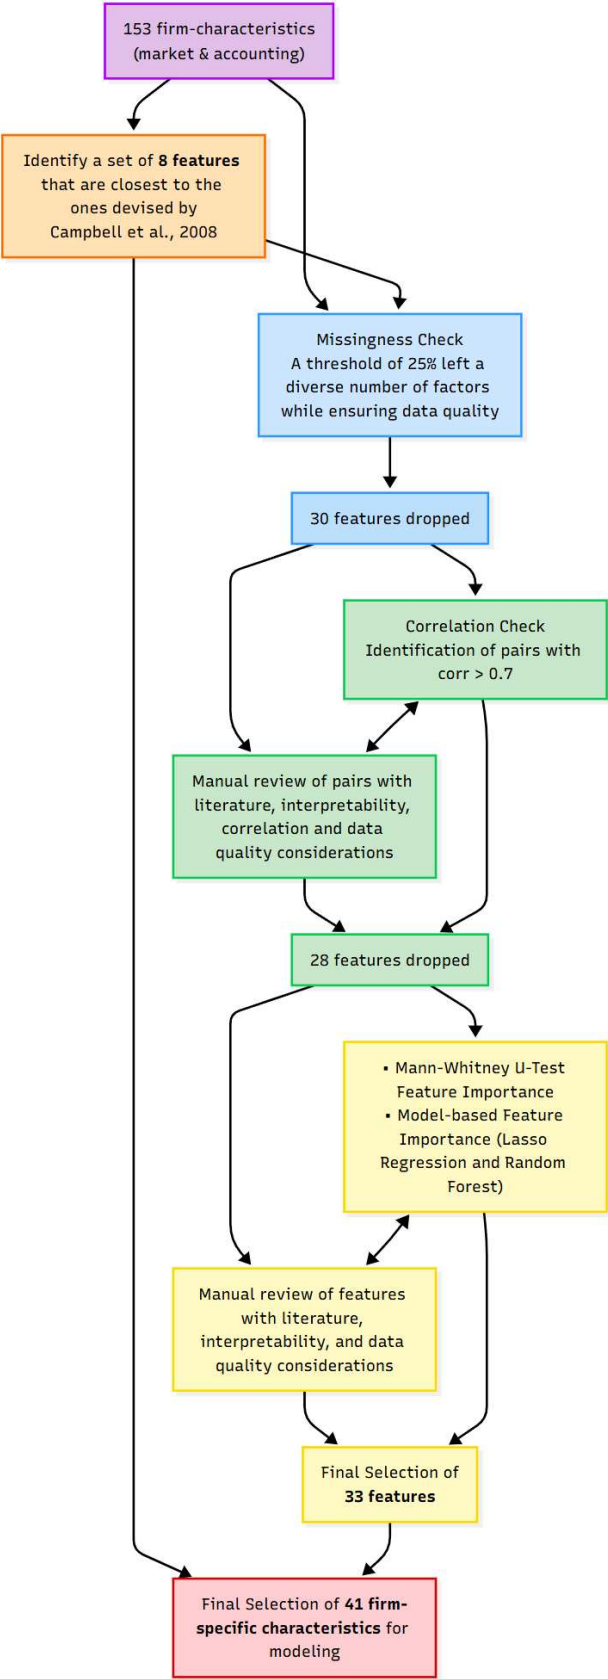 153 firm-characteristics
(market & accounting)
Identify a set of 8 features
that are closest to the
ones devised by
Campbell et al., 2008
Missingness Check
A threshold of 25% left a
diverse number of factors
while ensuring data quality
30 features dropped
Correlation Check
Identification of pairs with
corr > 0.7
Manual review of pairs with
literature, interpretability,
correlation and data
quality considerations
28 features dropped
▪ Mann-Whitney U-Test
Feature Importance
▪ Model-based Feature
Importance (Lasso
Regression and Random
Forest)
Manual review of features
with literature,
interpretability, and data
quality considerations
Final Selection of
33 features
Final Selection of 41 firm-
specific characteristics for
modeling